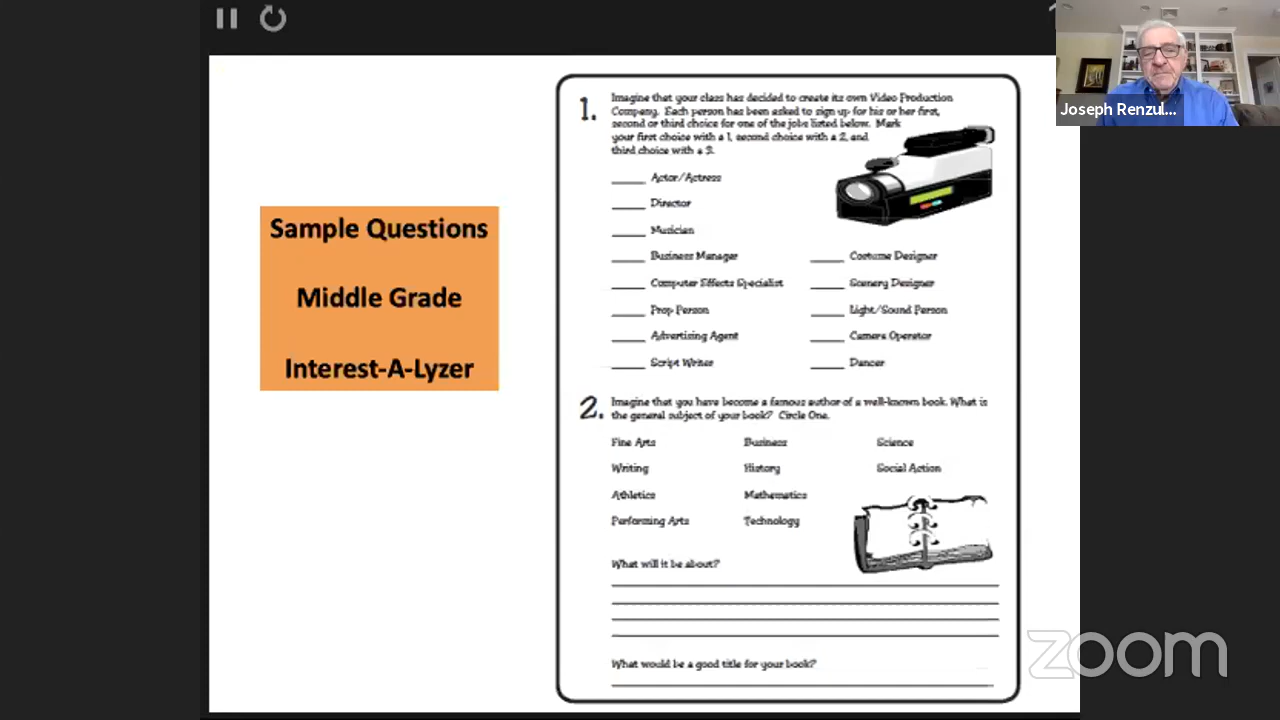 Joseph Renzul...
Sample Questions
Middle Grade
Interest-A-Lyzer
1.
Imagine that your class has decided to create its own Video Production
Company. Each person has been asked to sign up for his or her first,
second or third choice for one of the jobs listed below. Mark
your first choice with a 1, second choice with a 2, and
third choice with a 3.
Actor/Actress
Director
Musician
Business Manager
Costume Designer
Computer Effects Specialist
Scenery Designer
Prop Person
Light/Sound Person
Advertising Agent
Camera Operator
Script Writer
Dancer
2.
Imagine that you have become a famous author of a well-known book. What is
the general subject of your book? Circle One.
Fine Arts
Business
Science
Writing
History
Social Action
Athletics
Mathematics
Performing Arts
Technology
What will it be about?
What would be a good title for your book?
zoom